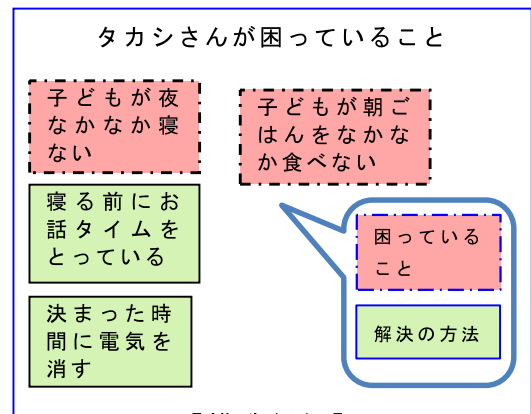 タカシさんが困っていること
子どもが夜
なかなか寝
ない
子どもが朝ご
はんをなかな
か食べない
寝る前にお
話タイムを
とっている
決まった時
間に電気を
消す
困っている
こと
解決の方法